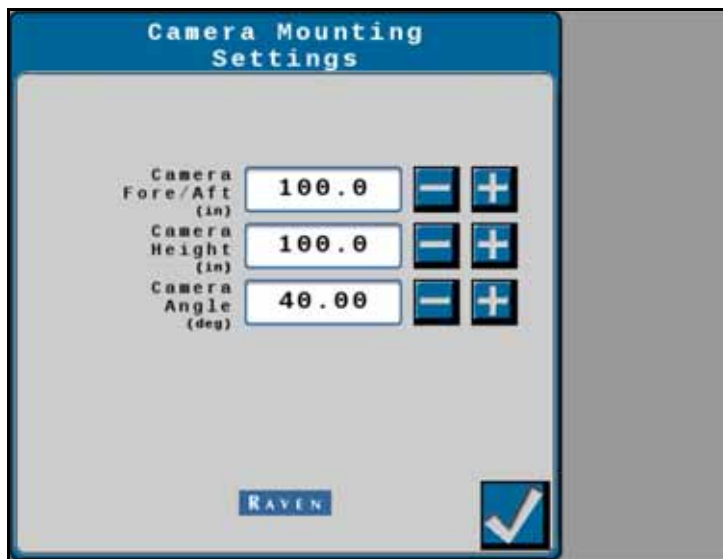 Camera Mounting
Settings
Camera
Fore/Aft
(in)
100.0
Camera
Height
(in)
100.0
Camera
Angle
(deg)
40.00
RAVEN